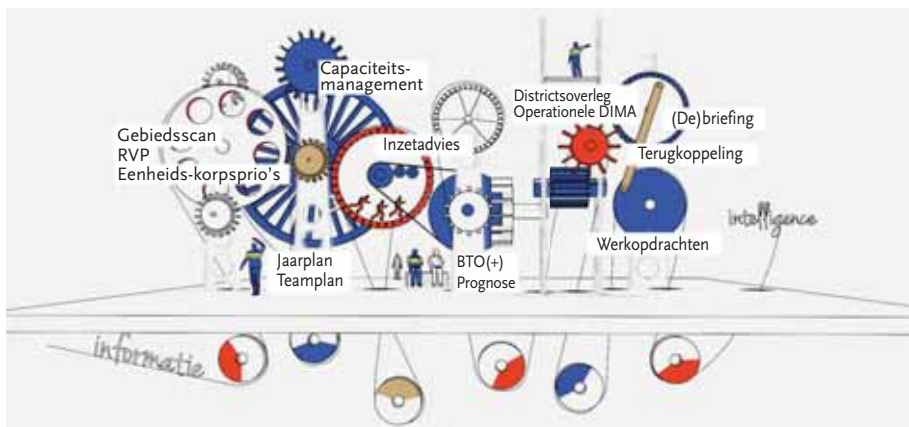 Capaciteits-
management
Gebiedsscan
RVP
Eenheids-korpsprio's
Inzetadvies
Districtsoverleg
Operationele DIMA
(De)briefing
Terugkoppeling
Werkopdrachten
intelligence
Jaarplan
Teamplan
BTO(+)
Prognose
informatie